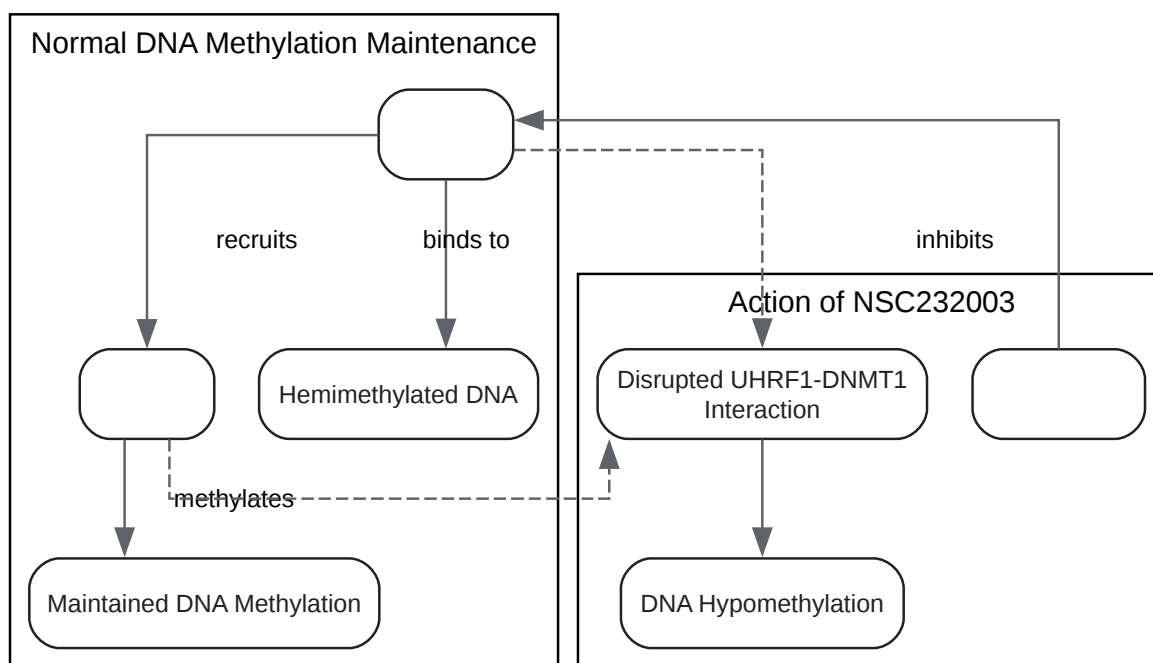 Normal DNA Methylation Maintenance
recruits
binds to
inhibits
Action of NSC232003
Hemimethylated DNA
Disrupted UHRF1-DNMT1
Interaction
methylates
Maintained DNA Methylation
DNA Hypomethylation